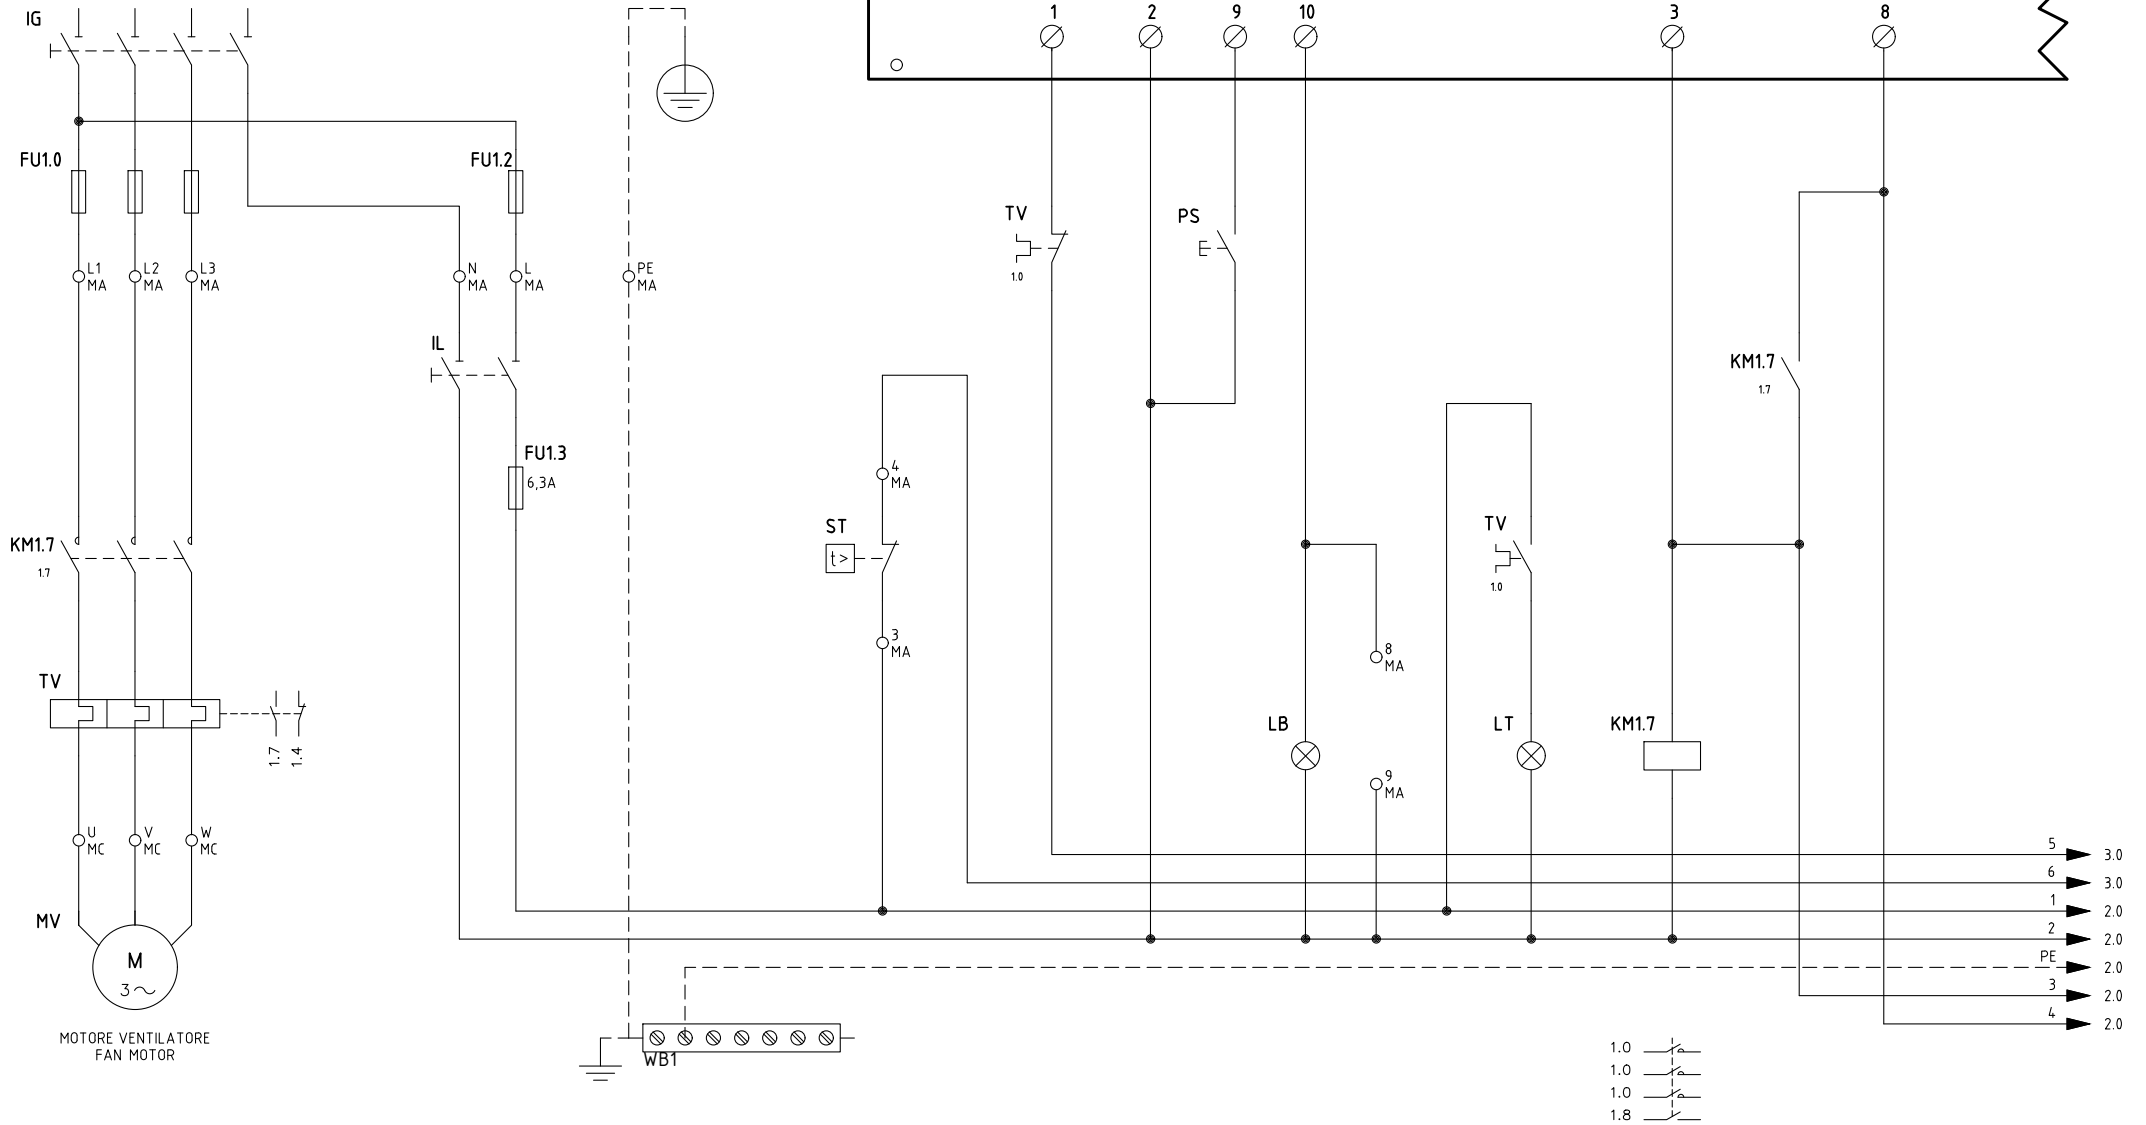 IG
1 2 9 10 3 8
FU1.0 FU1.2
TV PS
1.0
L1 L2 L3 N L PE
MA MA MA MA MA MA
IL
KM1.7
1.7
FU1.3
6,3A
4
MA
ST
t>
TV
1.0
KM1.7
1.7
3
MA
8
MA
TV
LB LT KM1.7
1.7 1.4
9
MA
U V W
MC MC MC
5 3.0
6 3.0
1 2.0
2 2.0
PE 2.0
3 2.0
4 2.0
MV
M
3~
MOTORE VENTILATORE
FAN MOTOR
WB1
1.0
1.0
1.0
1.8